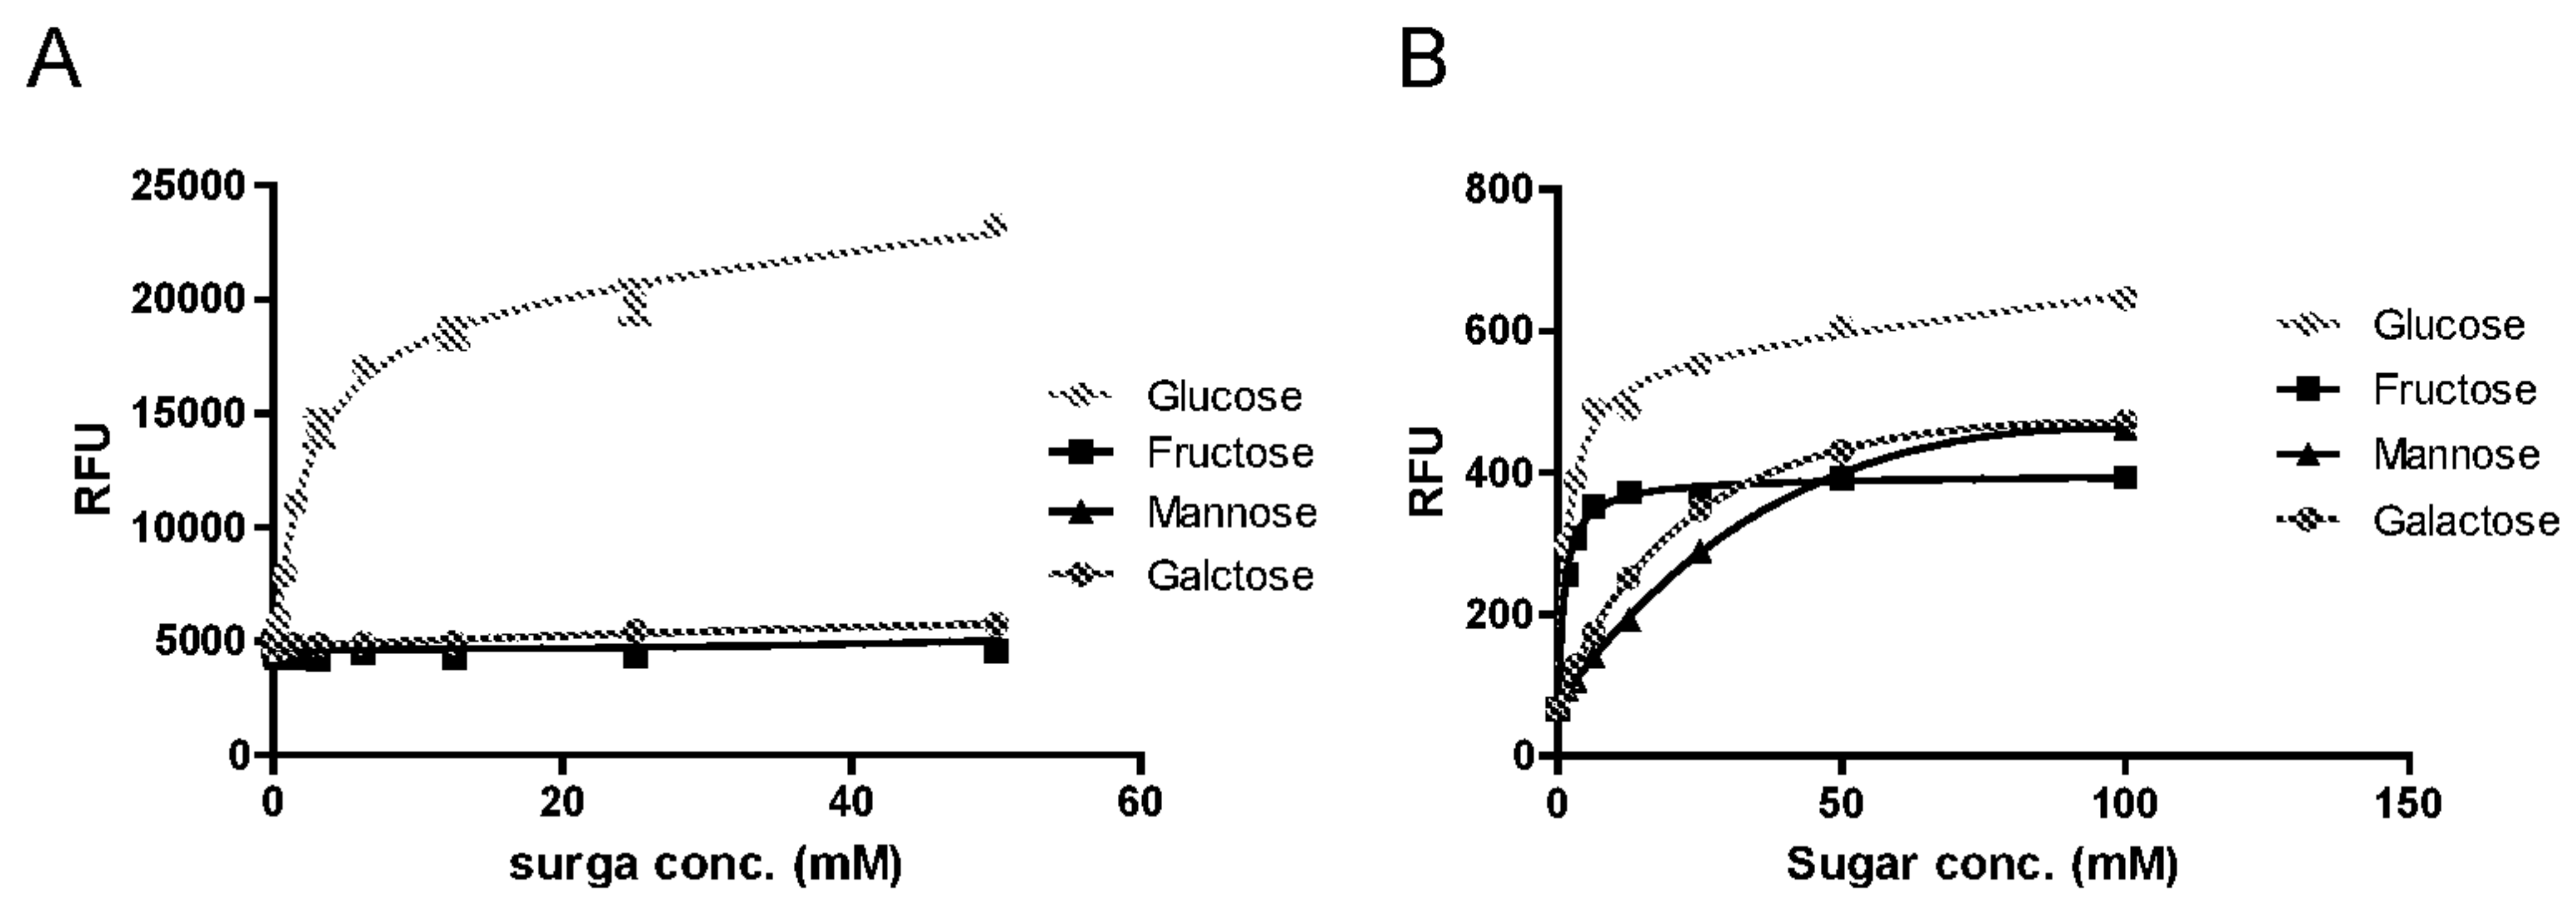 A
25000
20000
15000
10000
5000
0
RFU
0 20 40 60
surga conc. (mM)
Glucose
Fructose
Mannose
Galctose
B
800
600
400
200
0
RFU
0 50 100 150
Sugar conc. (mM)
Glucose
Fructose
Mannose
Galactose